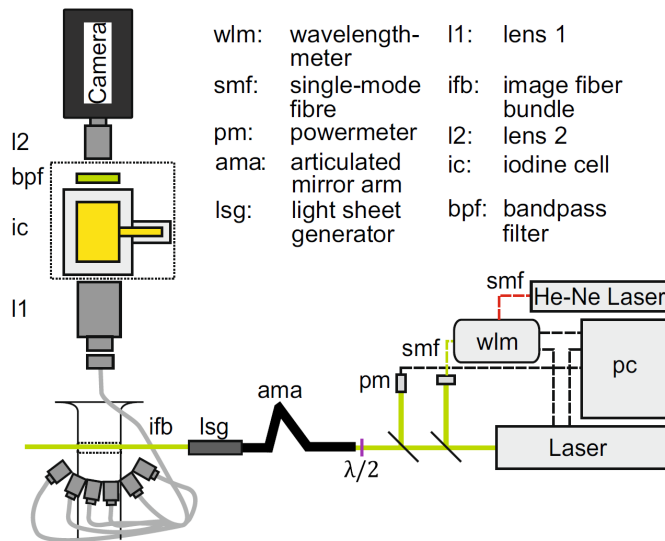 Camera
l2
bpf
ic
l1
wlm: wavelength-
meter
smf: single-mode
fibre
pm: powermeter
ama: articulated
mirror arm
lsg: light sheet
generator
l1: lens 1
ifb: image fiber
bundle
l2: lens 2
ic: iodine cell
bpf: bandpass
filter
smf
He-Ne Laser
smf
wlm
pc
pm
ama
ifb
lsg
λ/2
Laser